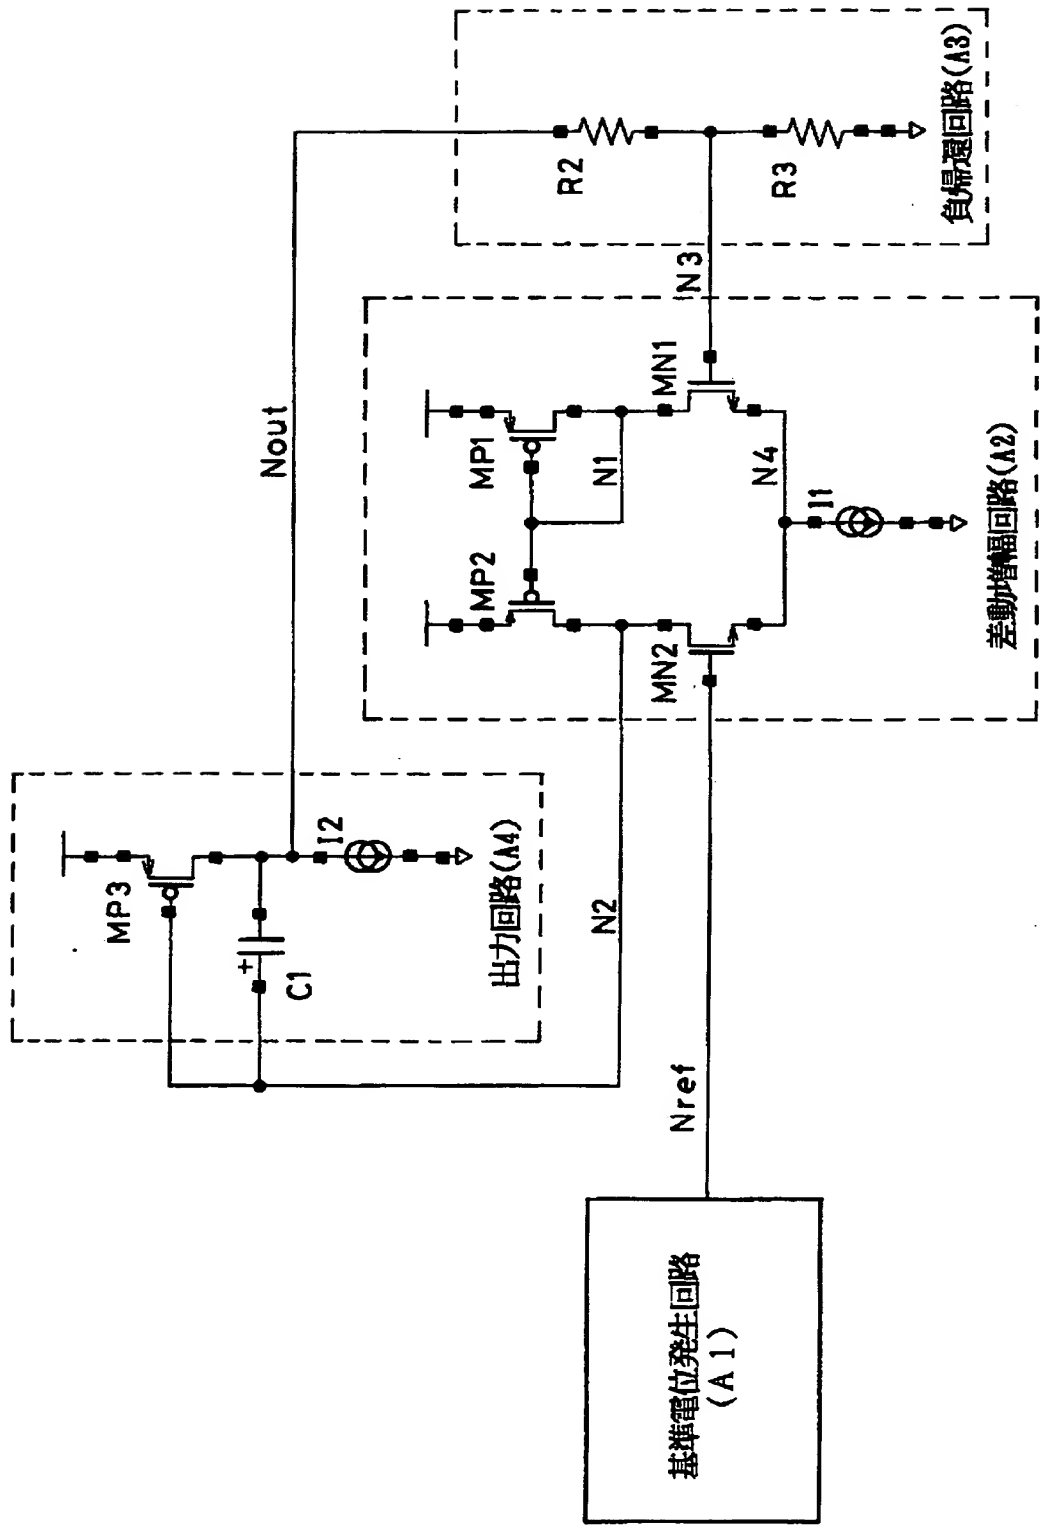 MP3
C1
I2
出力回路(A4)
Nout
N2
MP2
MP1
N1
MN2
MN1
N4
I1
差動増幅回路(A2)
N3
R2
R3
負帰還回路(A3)
Nref
基準電位発生回路
(A1)